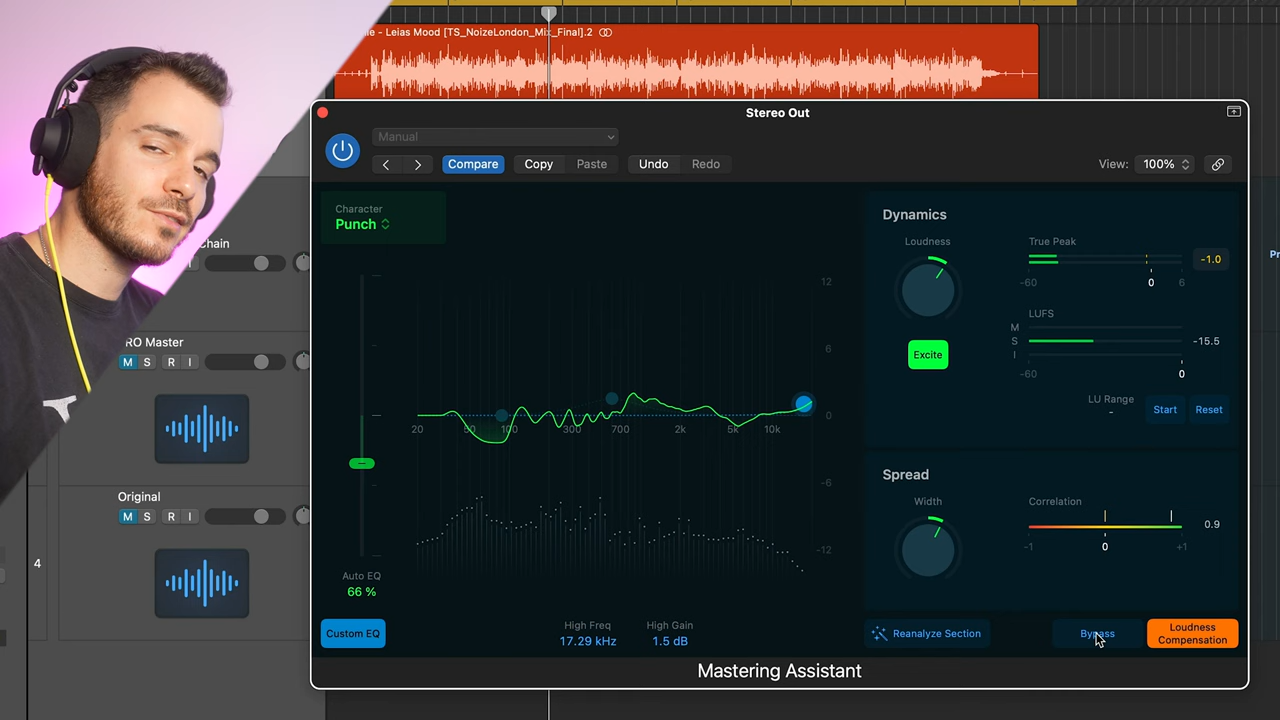 le - Leias Mood [TS_NoizeLondon_Mix_Final].2
Stereo Out
Manual
Compare Copy Paste Undo Redo View: 100%
Character
Punch
Dynamics
Loudness
Excite
True Peak
-1.0
-60 0 6
LUFS
M
S -15.5
I
-60 0
LU Range
-
Start Reset
12
6
0
-6
-12
20 50 100 300 700 2k 5k 10k
Auto EQ
66 %
Custom EQ
High Freq
17.29 kHz
High Gain
1.5 dB
Spread
Width
Correlation
0.9
-1 0 +1
Reanalyze Section
Bypass
Loudness
Compensation
Mastering Assistant
Chain
I
RO Master
M S R I
Original
M S R I
4
Pr